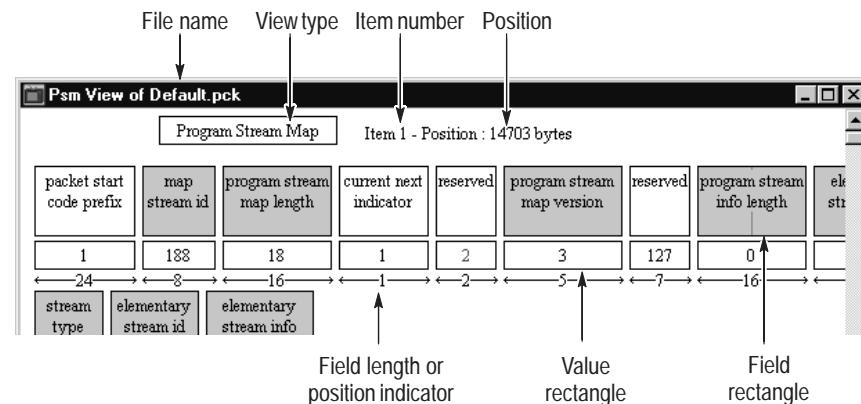 File name View type Item number Position
Psm View of Default.pck
Program Stream Map Item 1 - Position : 14703 bytes
packet start code prefix
map stream id
program stream map length
current next indicator
reserved
program stream map version
reserved
program stream info length
1 188 18 1 2 3 127 0
24 8 16 1 2 5 7 16
stream type
elementary stream id
elementary stream info
Field length or position indicator
Value rectangle
Field rectangle